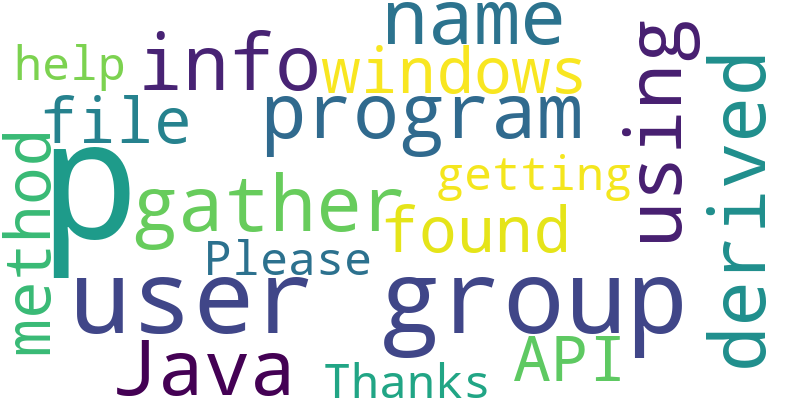 name
help
info
windows
using
file
program
derived
method
p
gather
getting
found
Please
user group
Java
Thanks
API